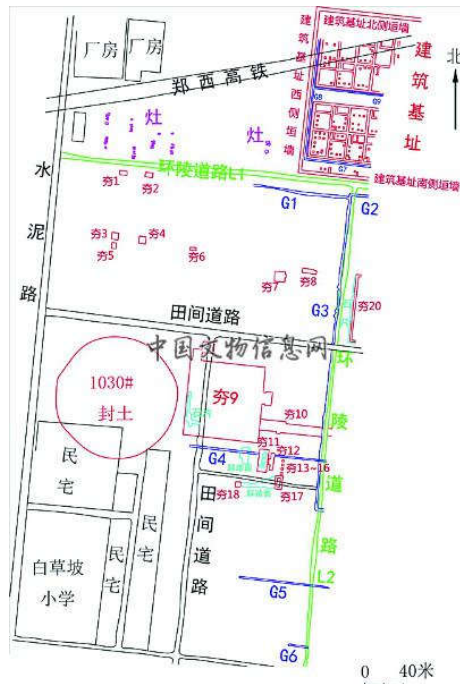 厂房
厂房
建筑基址北侧垣墙
建筑基址西侧垣墙
建筑基址
北
郑西高铁
G8
G9
G7
灶
灶
建筑基址南侧垣墙
环陵道路L1
水泥路
夯1
夯2
G1
G2
夯3
夯4
夯5
夯6
夯7
夯8
G3
夯20
田间道路
中国文物信息网
1030#
封土
夯9
环陵道路
L2
夯10
夯11
夯12
G4
夯13~16
夯17
夯18
民宅
民宅
民宅
田间道路
白草坡
小学
G5
G6
0 40米